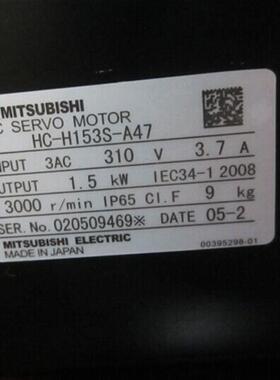 MITSUBISHI
C SERVO MOTOR
HC-H153S-A47
NPUT 3AC 310 V 3.7 A
UTPUT 1.5 kW IEC34-1 2008
3000 r/min IP65 CI.F 9 kg
SER. No.020509469※ DATE 05-2
MITSUBISHI ELECTRIC
MADE IN JAPAN 00395298-01